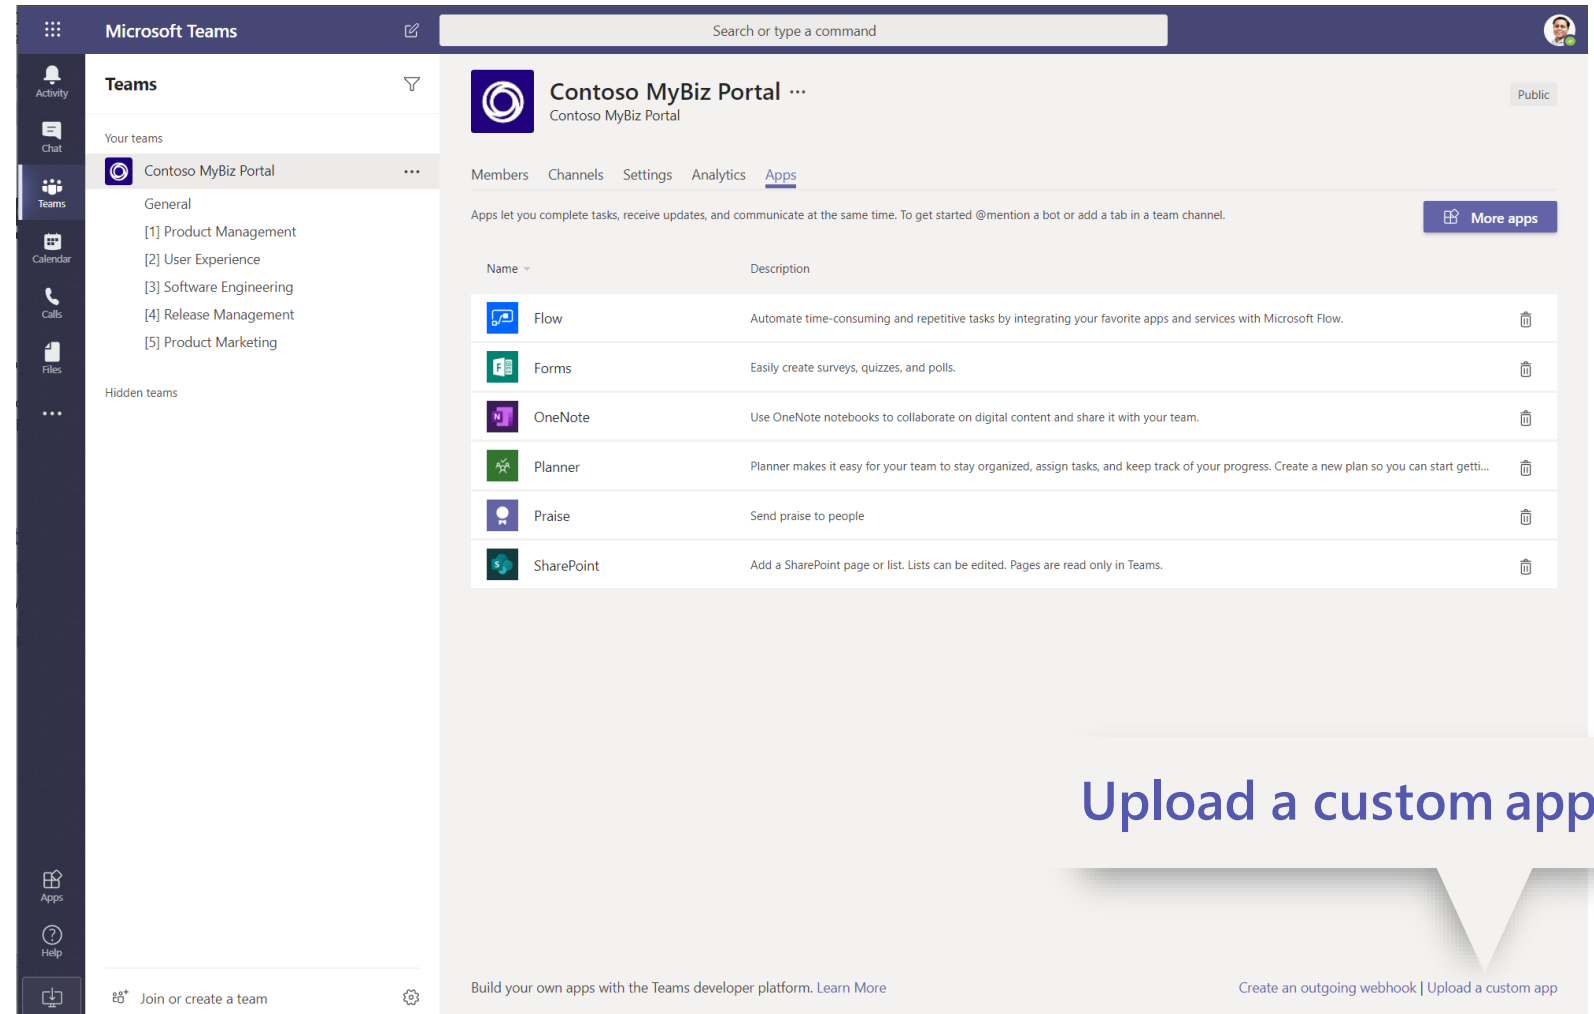 Microsoft Teams
Search or type a command
Activity
Chat
Teams
Calendar
Calls
Files
Apps
Help
Teams
Your teams
Contoso MyBiz Portal
General
[1] Product Management
[2] User Experience
[3] Software Engineering
[4] Release Management
[5] Product Marketing
Hidden teams
Join or create a team
Contoso MyBiz Portal
Contoso MyBiz Portal
Public
Members Channels Settings Analytics Apps
Apps let you complete tasks, receive updates, and communicate at the same time. To get started @mention a bot or add a tab in a team channel.
More apps
Name Description
Flow Automate time-consuming and repetitive tasks by integrating your favorite apps and services with Microsoft Flow.
Forms Easily create surveys, quizzes, and polls.
OneNote Use OneNote notebooks to collaborate on digital content and share it with your team.
Planner Planner makes it easy for your team to stay organized, assign tasks, and keep track of your progress. Create a new plan so you can start getti...
Praise Send praise to people
SharePoint Add a SharePoint page or list. Lists can be edited. Pages are read only in Teams.
Upload a custom app
Build your own apps with the Teams developer platform. Learn More
Create an outgoing webhook | Upload a custom app